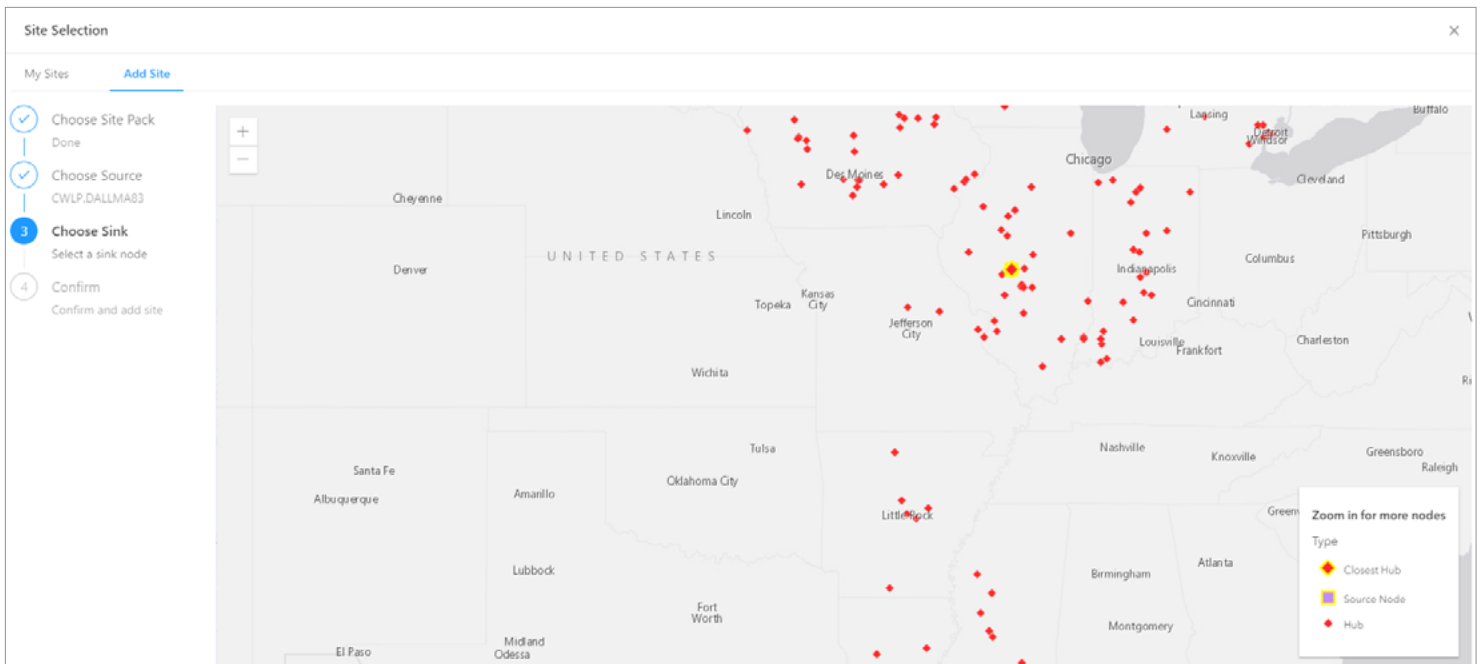 Site Selection
×
My Sites
Add Site
Choose Site Pack
Done
Choose Source
CWLP.DALLMA83
3
Choose Sink
Select a sink node
4
Confirm
Confirm and add site
+
−
Lansing
Buffalo
Detroit
Windsor
Chicago
Des Moines
Cleveland
Cheyenne
Lincoln
Pittsburgh
UNITED STATES
Columbus
Denver
Indianapolis
Topeka
Kansas
City
Cincinnati
Jefferson
City
Louisville
Frankfort
Charleston
Wichita
Nashville
Knoxville
Greensboro
Raleigh
Tulsa
Santa Fe
Oklahoma City
Albuquerque
Amarillo
Little Rock
Lubbock
Birmingham
Atlanta
Fort
Worth
Montgomery
Midland
Odessa
El Paso
Zoom in for more nodes
Type
Closest Hub
Source Node
Hub